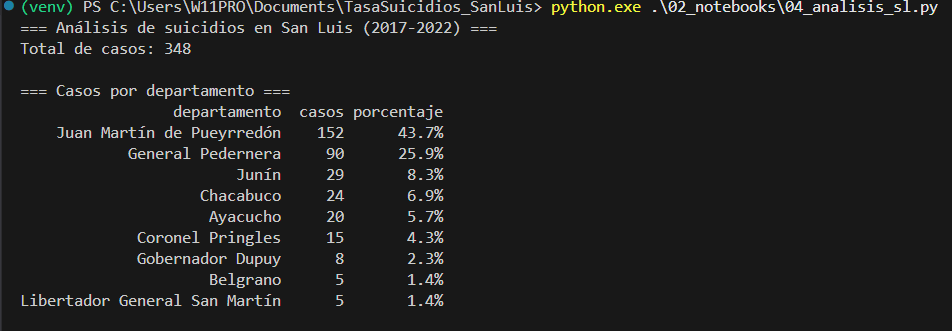 (venv) PS C:\Users\W11PRO\Documents\TasaSuicidios_SanLuis> python.exe .\02_notebooks\04_analisis_sl.py
=== Análisis de suicidios en San Luis (2017-2022) ===
Total de casos: 348
=== Casos por departamento ===
departamento casos porcentaje
Juan Martín de Pueyrredón 152 43.7%
General Pedernera 90 25.9%
Junín 29 8.3%
Chacabuco 24 6.9%
Ayacucho 20 5.7%
Coronel Pringles 15 4.3%
Gobernador Dupuy 8 2.3%
Belgrano 5 1.4%
Libertador General San Martín 5 1.4%